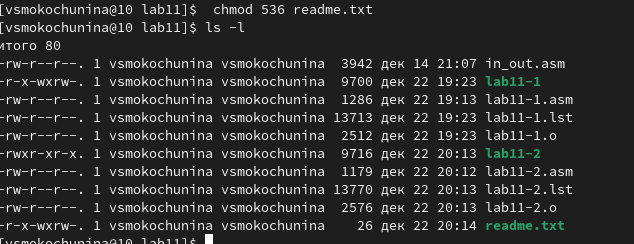 [vsmokochunina@10 lab11]$  chmod 536 readme.txt
[vsmokochunina@10 lab11]$ ls -l
итого 80
-rw-r--r--. 1 vsmokochunina vsmokochunina  3942 дек 14 21:07 in_out.asm
-r-x-wxrw-. 1 vsmokochunina vsmokochunina  9700 дек 22 19:23 lab11-1
-rw-r--r--. 1 vsmokochunina vsmokochunina  1286 дек 22 19:13 lab11-1.asm
-rw-r--r--. 1 vsmokochunina vsmokochunina 13713 дек 22 19:23 lab11-1.lst
-rw-r--r--. 1 vsmokochunina vsmokochunina  2512 дек 22 19:23 lab11-1.o
-rwxr-xr-x. 1 vsmokochunina vsmokochunina  9716 дек 22 20:13 lab11-2
-rw-r--r--. 1 vsmokochunina vsmokochunina  1179 дек 22 20:12 lab11-2.asm
-rw-r--r--. 1 vsmokochunina vsmokochunina 13770 дек 22 20:13 lab11-2.lst
-rw-r--r--. 1 vsmokochunina vsmokochunina  2576 дек 22 20:13 lab11-2.o
-r-x-wxrw-. 1 vsmokochunina vsmokochunina    26 дек 22 20:14 readme.txt
[vsmokochunina@10 lab11]$